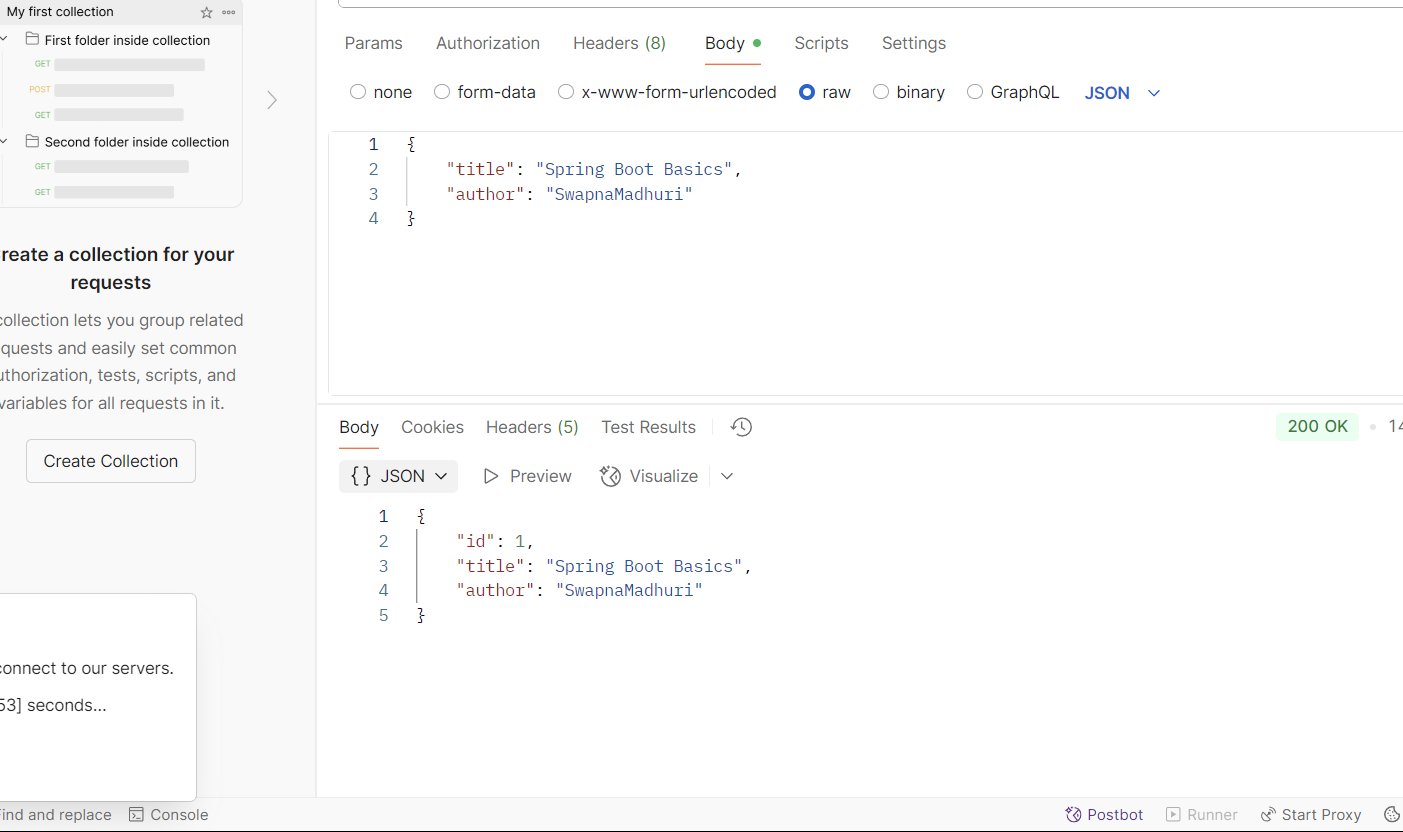 My first collection
First folder inside collection
GET
POST
GET
Second folder inside collection
GET
GET
reate a collection for your
requests
collection lets you group related
quests and easily set common
uthorization, tests, scripts, and
variables for all requests in it.
Create Collection
connect to our servers.
53] seconds...
Find and replace
Console
Params Authorization Headers (8) Body Scripts Settings
none form-data x-www-form-urlencoded raw binary GraphQL JSON
1 {
2 "title": "Spring Boot Basics",
3 "author": "SwapnaMadhuri"
4 }
Body Cookies Headers (5) Test Results
200 OK 14
{} JSON Preview Visualize
1 {
2 "id": 1,
3 "title": "Spring Boot Basics",
4 "author": "SwapnaMadhuri"
5 }
Postbot Runner Start Proxy